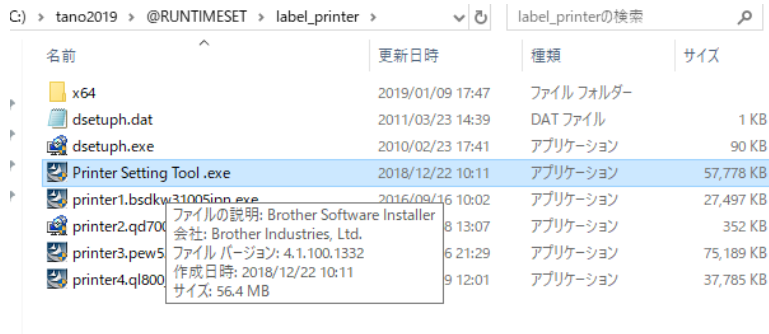 C:) › tano2019 › @RUNTIMESET › label_printer › label_printerの検索
名前 更新日時 種類 サイズ
x64 2019/01/09 17:47 ファイル フォルダー
dsetuph.dat 2011/03/23 14:39 DAT ファイル 1 KB
dsetuph.exe 2010/02/23 17:41 アプリケーション 90 KB
Printer Setting Tool .exe 2018/12/22 10:11 アプリケーション 57,778 KB
printer1.bsdkw31005jpn.exe 2016/09/16 10:02 アプリケーション 27,497 KB
printer2.qd700 8 13:07 アプリケーション 352 KB
printer3.pew5 6 21:29 アプリケーション 75,189 KB
printer4.ql800 9 12:01 アプリケーション 37,785 KB
ファイルの説明: Brother Software Installer
会社: Brother Industries, Ltd.
ファイル バージョン: 4.1.100.1332
作成日時: 2018/12/22 10:11
サイズ: 56.4 MB